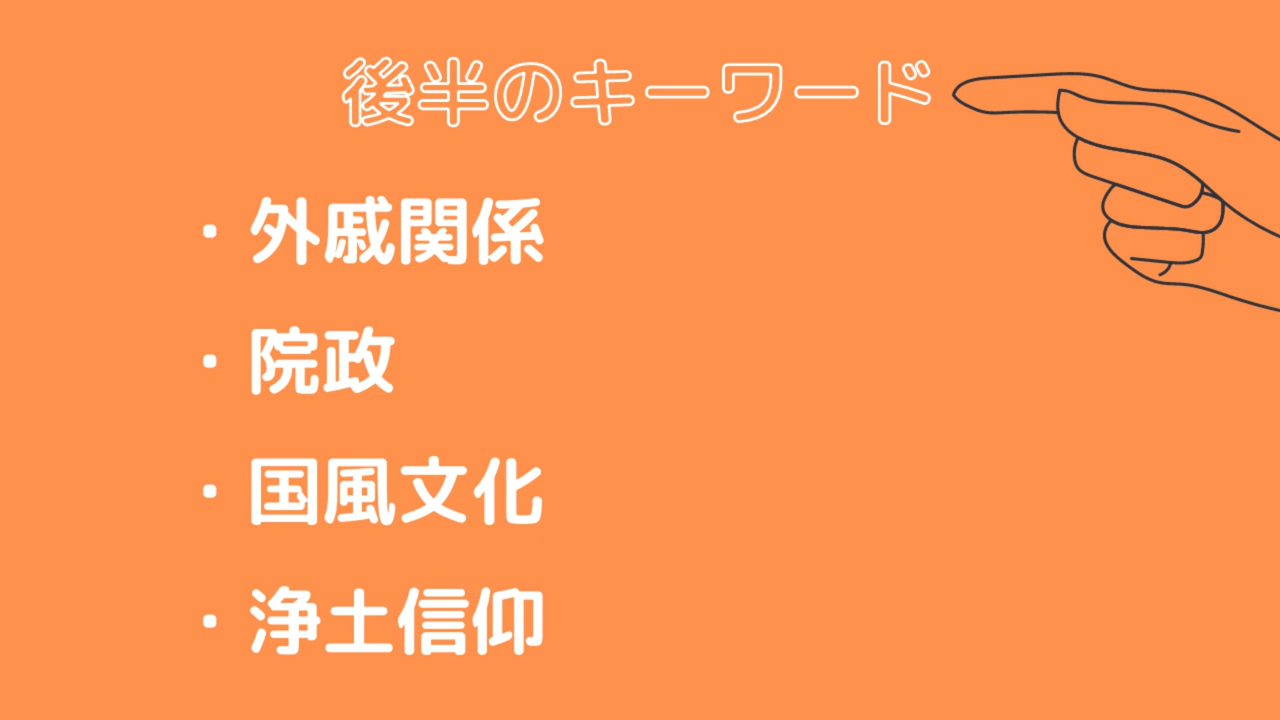 後半のキーワード
・外戚関係
・院政
・国風文化
・浄土信仰